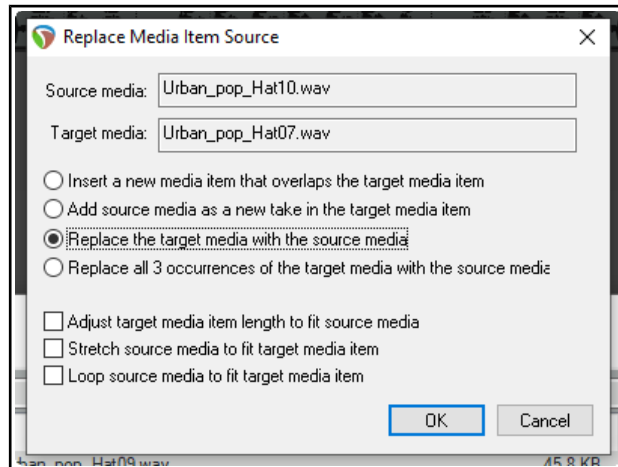 Replace Media Item Source
Source media: Urban_pop_Hat10.wav
Target media: Urban_pop_Hat07.wav
Insert a new media item that overlaps the target media item
Add source media as a new take in the target media item
Replace the target media with the source media
Replace all 3 occurrences of the target media with the source media
Adjust target media item length to fit source media
Stretch source media to fit target media item
Loop source media to fit target media item
OK Cancel
ban_pop_Hat09.wav 45.8 KB